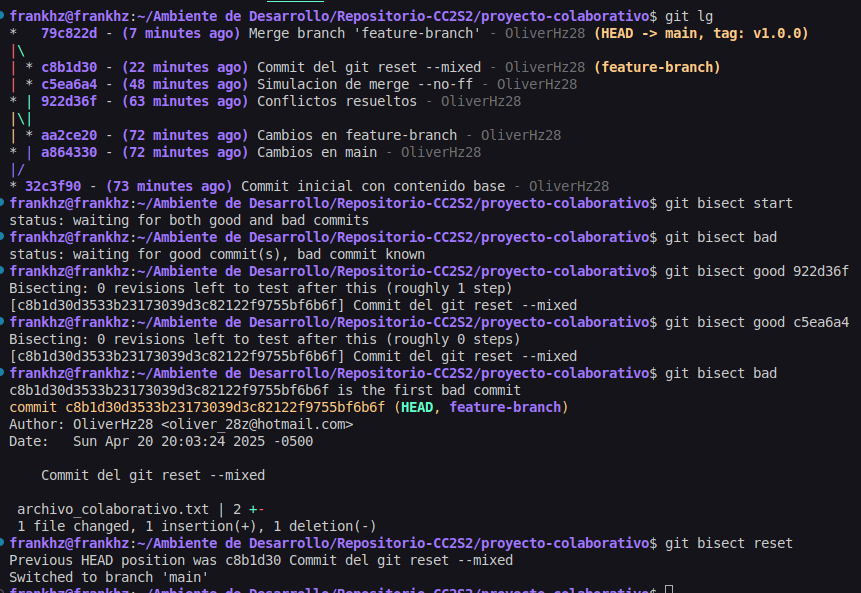 frankhz@frankhz:~/Ambiente de Desarrollo/Repositorio-CC2S2/proyecto-colaborativo$ git lg
*   79c822d - (7 minutes ago) Merge branch 'feature-branch' - OliverHz28 (HEAD -> main, tag: v1.0.0)
|\
| * c8b1d30 - (22 minutes ago) Commit del git reset --mixed - OliverHz28 (feature-branch)
| * c5ea6a4 - (48 minutes ago) Simulacion de merge --no-ff - OliverHz28
* | 922d36f - (63 minutes ago) Conflictos resueltos - OliverHz28
|\|
| * aa2ce20 - (72 minutes ago) Cambios en feature-branch - OliverHz28
* | a864330 - (72 minutes ago) Cambios en main - OliverHz28
|/
* 32c3f90 - (73 minutes ago) Commit inicial con contenido base - OliverHz28
frankhz@frankhz:~/Ambiente de Desarrollo/Repositorio-CC2S2/proyecto-colaborativo$ git bisect start
status: waiting for both good and bad commits
frankhz@frankhz:~/Ambiente de Desarrollo/Repositorio-CC2S2/proyecto-colaborativo$ git bisect bad
status: waiting for good commit(s), bad commit known
frankhz@frankhz:~/Ambiente de Desarrollo/Repositorio-CC2S2/proyecto-colaborativo$ git bisect good 922d36f
Bisecting: 0 revisions left to test after this (roughly 1 step)
[c8b1d30d3533b23173039d3c82122f9755bf6b6f] Commit del git reset --mixed
frankhz@frankhz:~/Ambiente de Desarrollo/Repositorio-CC2S2/proyecto-colaborativo$ git bisect good c5ea6a4
Bisecting: 0 revisions left to test after this (roughly 0 steps)
[c8b1d30d3533b23173039d3c82122f9755bf6b6f] Commit del git reset --mixed
frankhz@frankhz:~/Ambiente de Desarrollo/Repositorio-CC2S2/proyecto-colaborativo$ git bisect bad
c8b1d30d3533b23173039d3c82122f9755bf6b6f is the first bad commit
commit c8b1d30d3533b23173039d3c82122f9755bf6b6f (HEAD, feature-branch)
Author: OliverHz28 <oliver_28z@hotmail.com>
Date:   Sun Apr 20 20:03:24 2025 -0500
    Commit del git reset --mixed
 archivo_colaborativo.txt | 2 +-
 1 file changed, 1 insertion(+), 1 deletion(-)
frankhz@frankhz:~/Ambiente de Desarrollo/Repositorio-CC2S2/proyecto-colaborativo$ git bisect reset
Previous HEAD position was c8b1d30 Commit del git reset --mixed
Switched to branch 'main'
frankhz@frankhz:~/Ambiente de Desarrollo/Repositorio-CC2S2/proyecto-colaborativo$